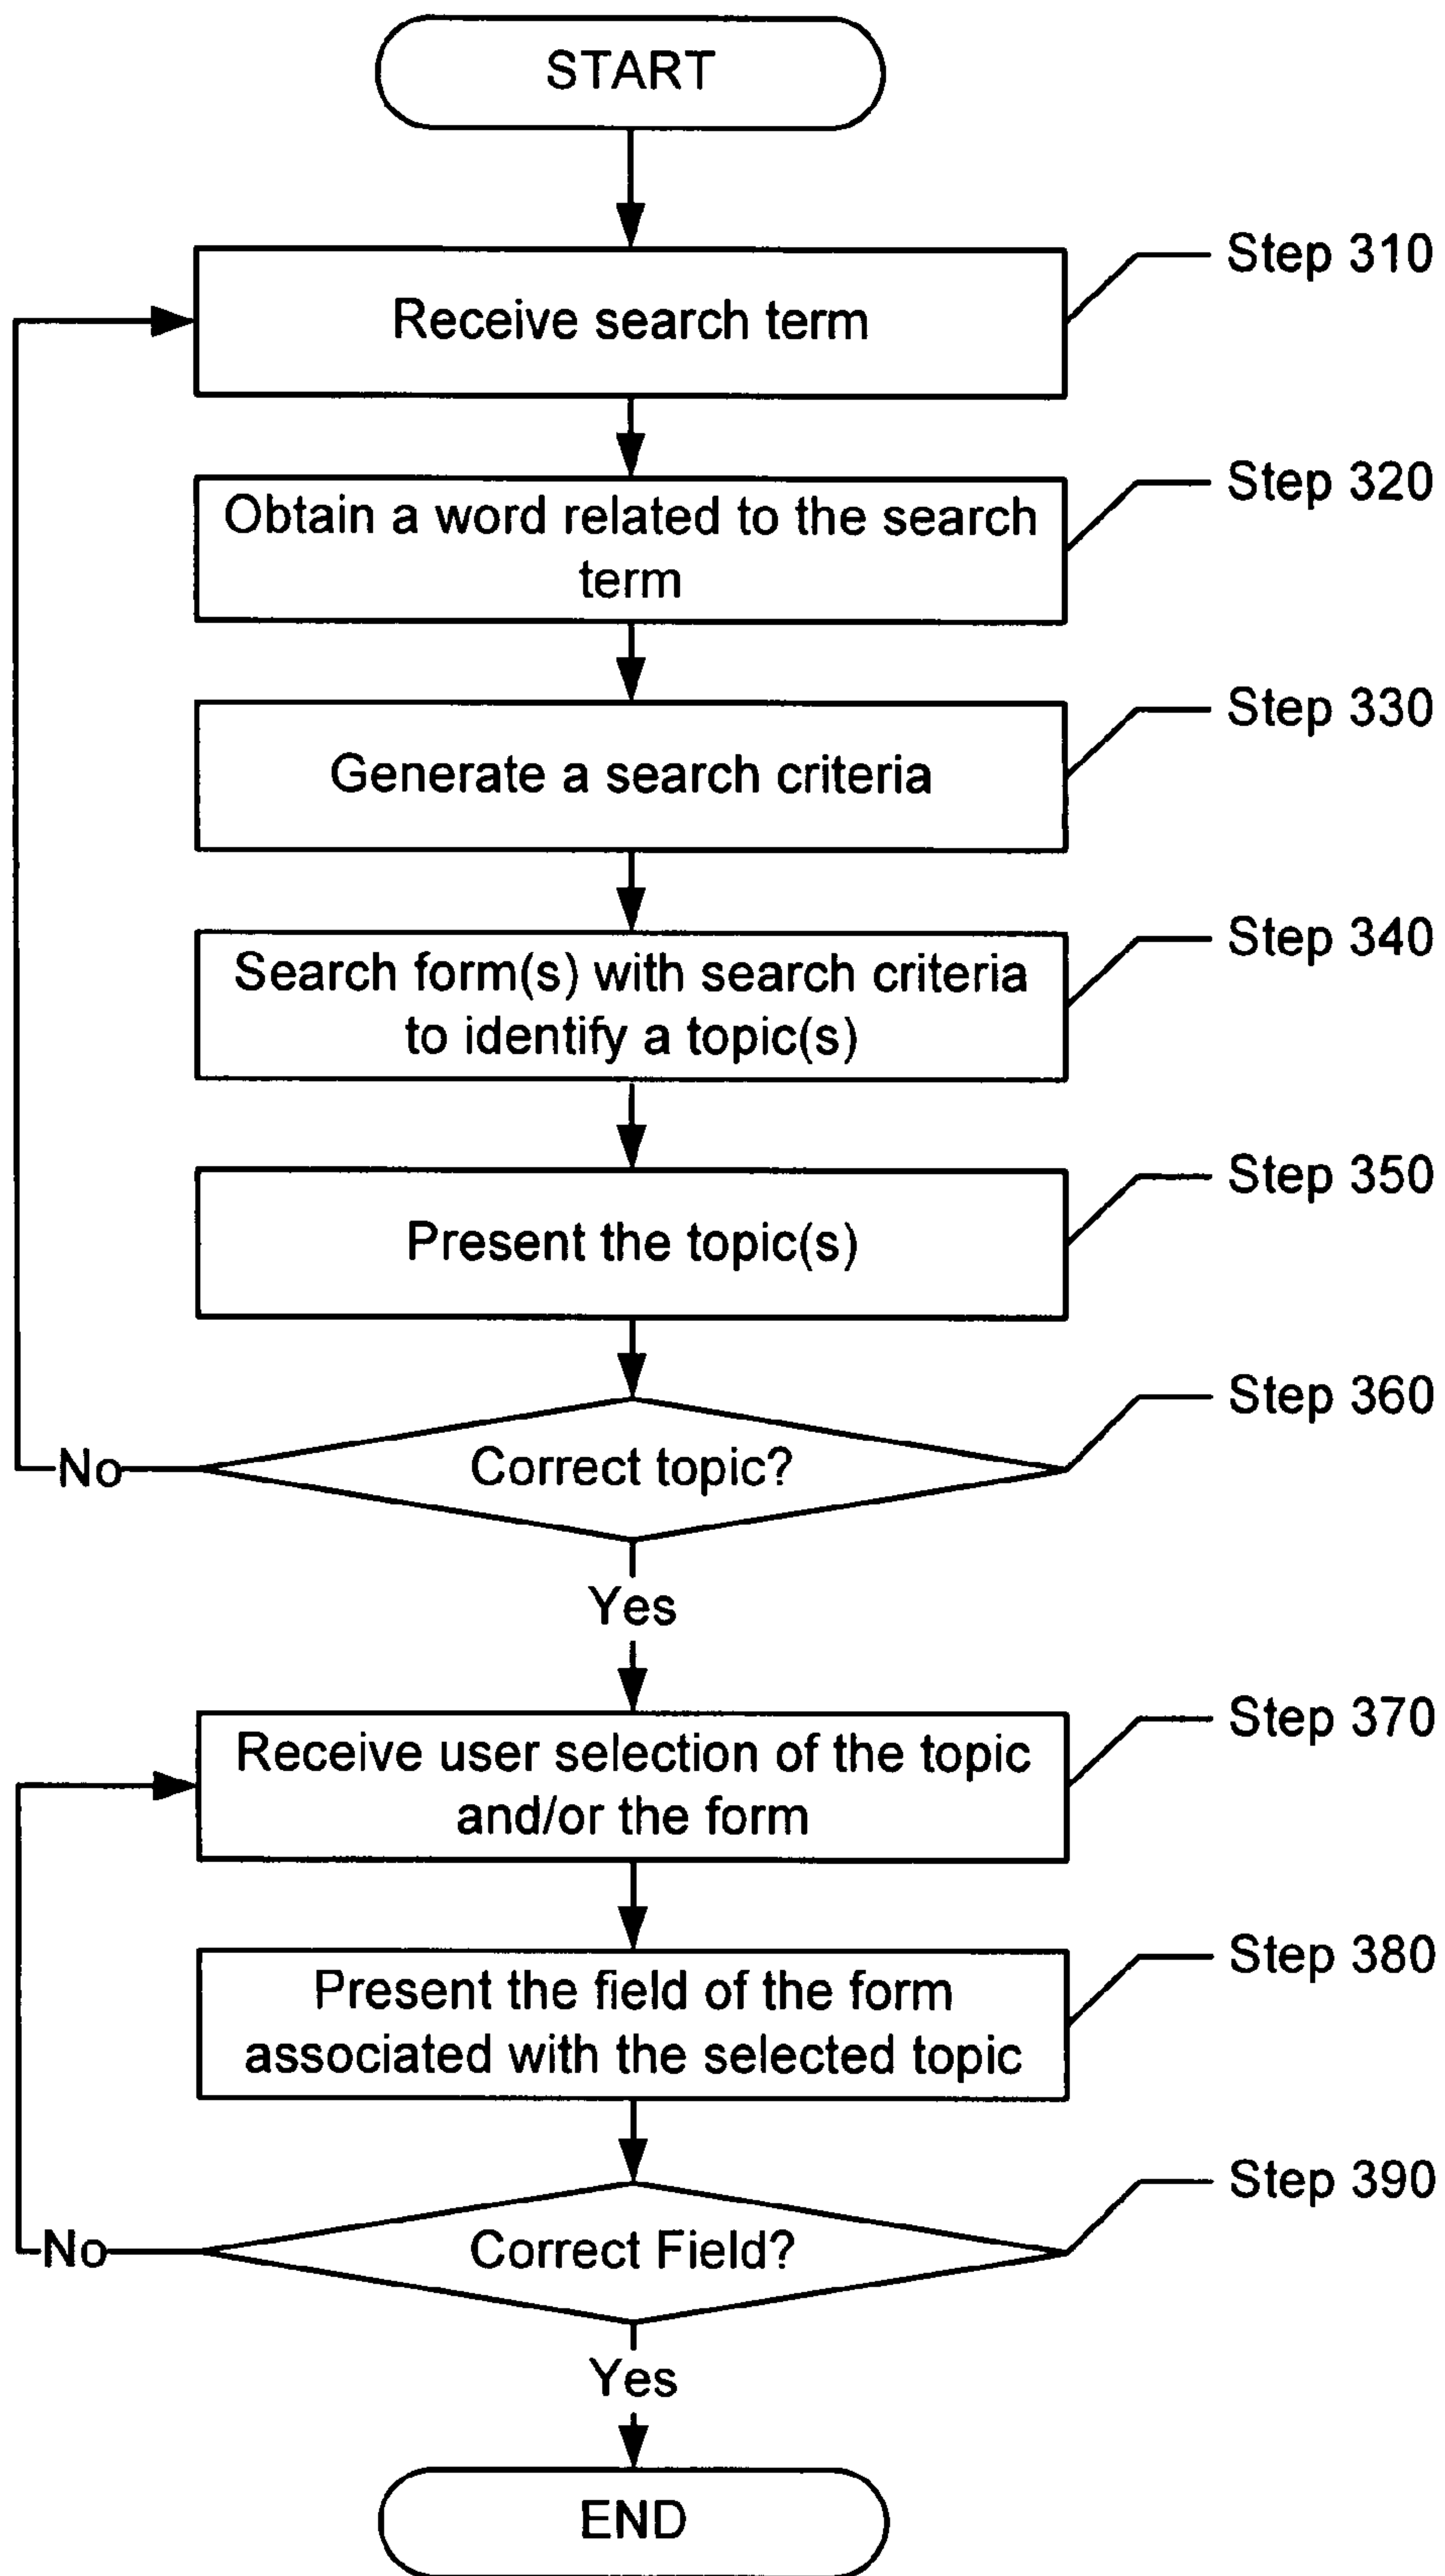 START
Step 310
Receive search term
Step 320
Obtain a word related to the search
term
Step 330
Generate a search criteria
Step 340
Search form(s) with search criteria
to identify a topic(s)
Step 350
Present the topic(s)
Step 360
Correct topic?
No
Yes
Step 370
Receive user selection of the topic
and/or the form
Step 380
Present the field of the form
associated with the selected topic
Step 390
Correct Field?
No
Yes
END